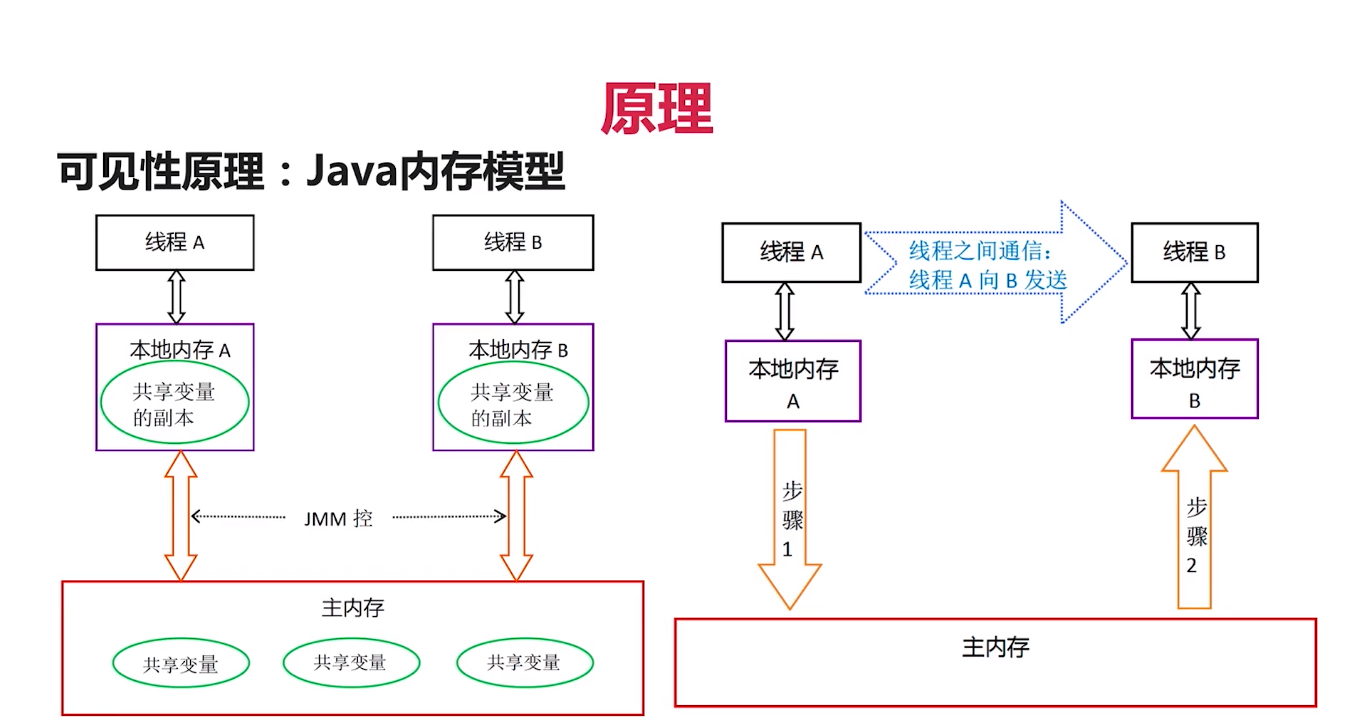 原理
可见性原理：Java内存模型
线程 A
线程 B
本地内存 A
共享变量
的副本
本地内存 B
共享变量
的副本
JMM 控
主内存
共享变量
共享变量
共享变量
线程 A
线程之间通信：
线程 A 向 B 发送
线程 B
本地内存
A
本地内存
B
步
骤
1
步
骤
2
主内存